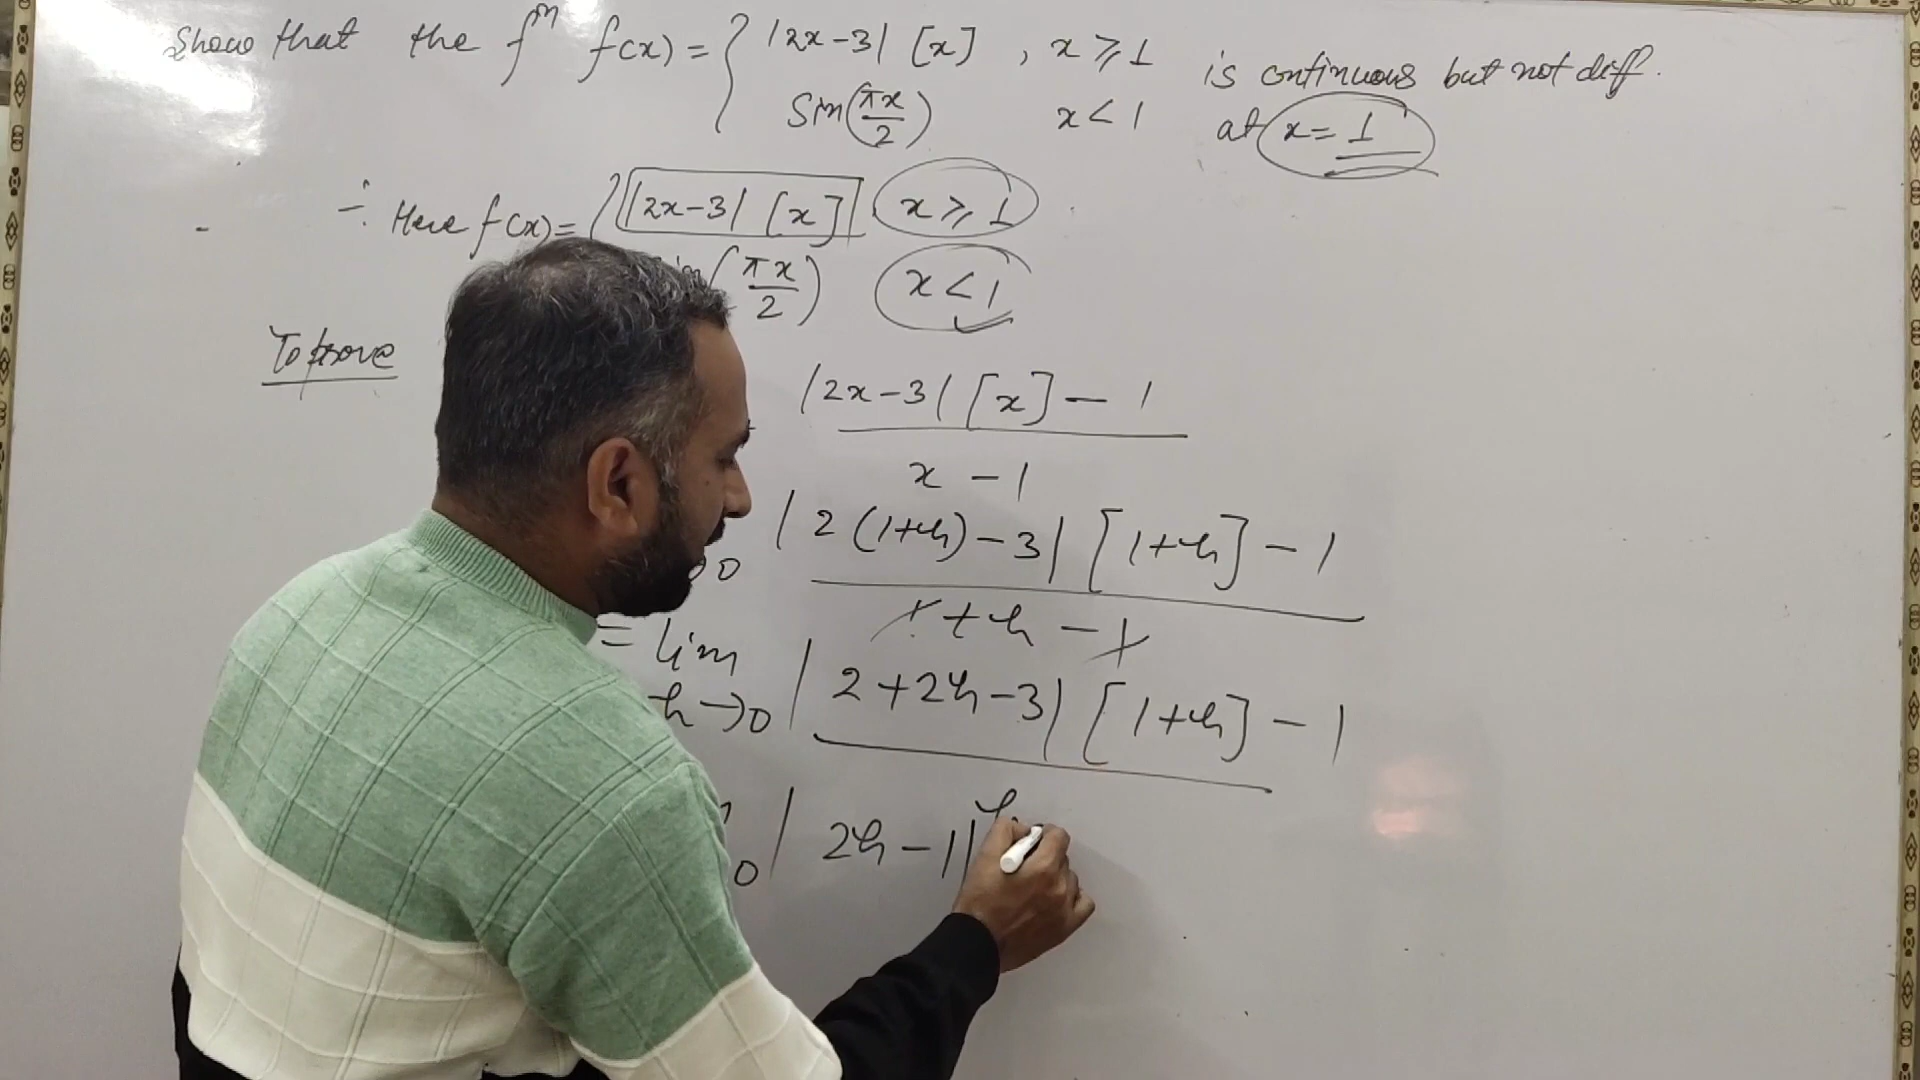 Show that the fⁿ f(x) = { |2x-3| [x] , x ≥ 1 is continuous but not diff.
Sin(πx/2) x < 1 at x = 1
∴ Here f(x) = { |2x-3| [x] x ≥ 1
(πx/2) x < 1
To prove
|2x-3| [x] - 1
x - 1
|2(1+h)-3| [1+h] - 1
→0
1+h-1
= lim |2+2h-3| [1+h] - 1
h→0
h
0 |2h-1|